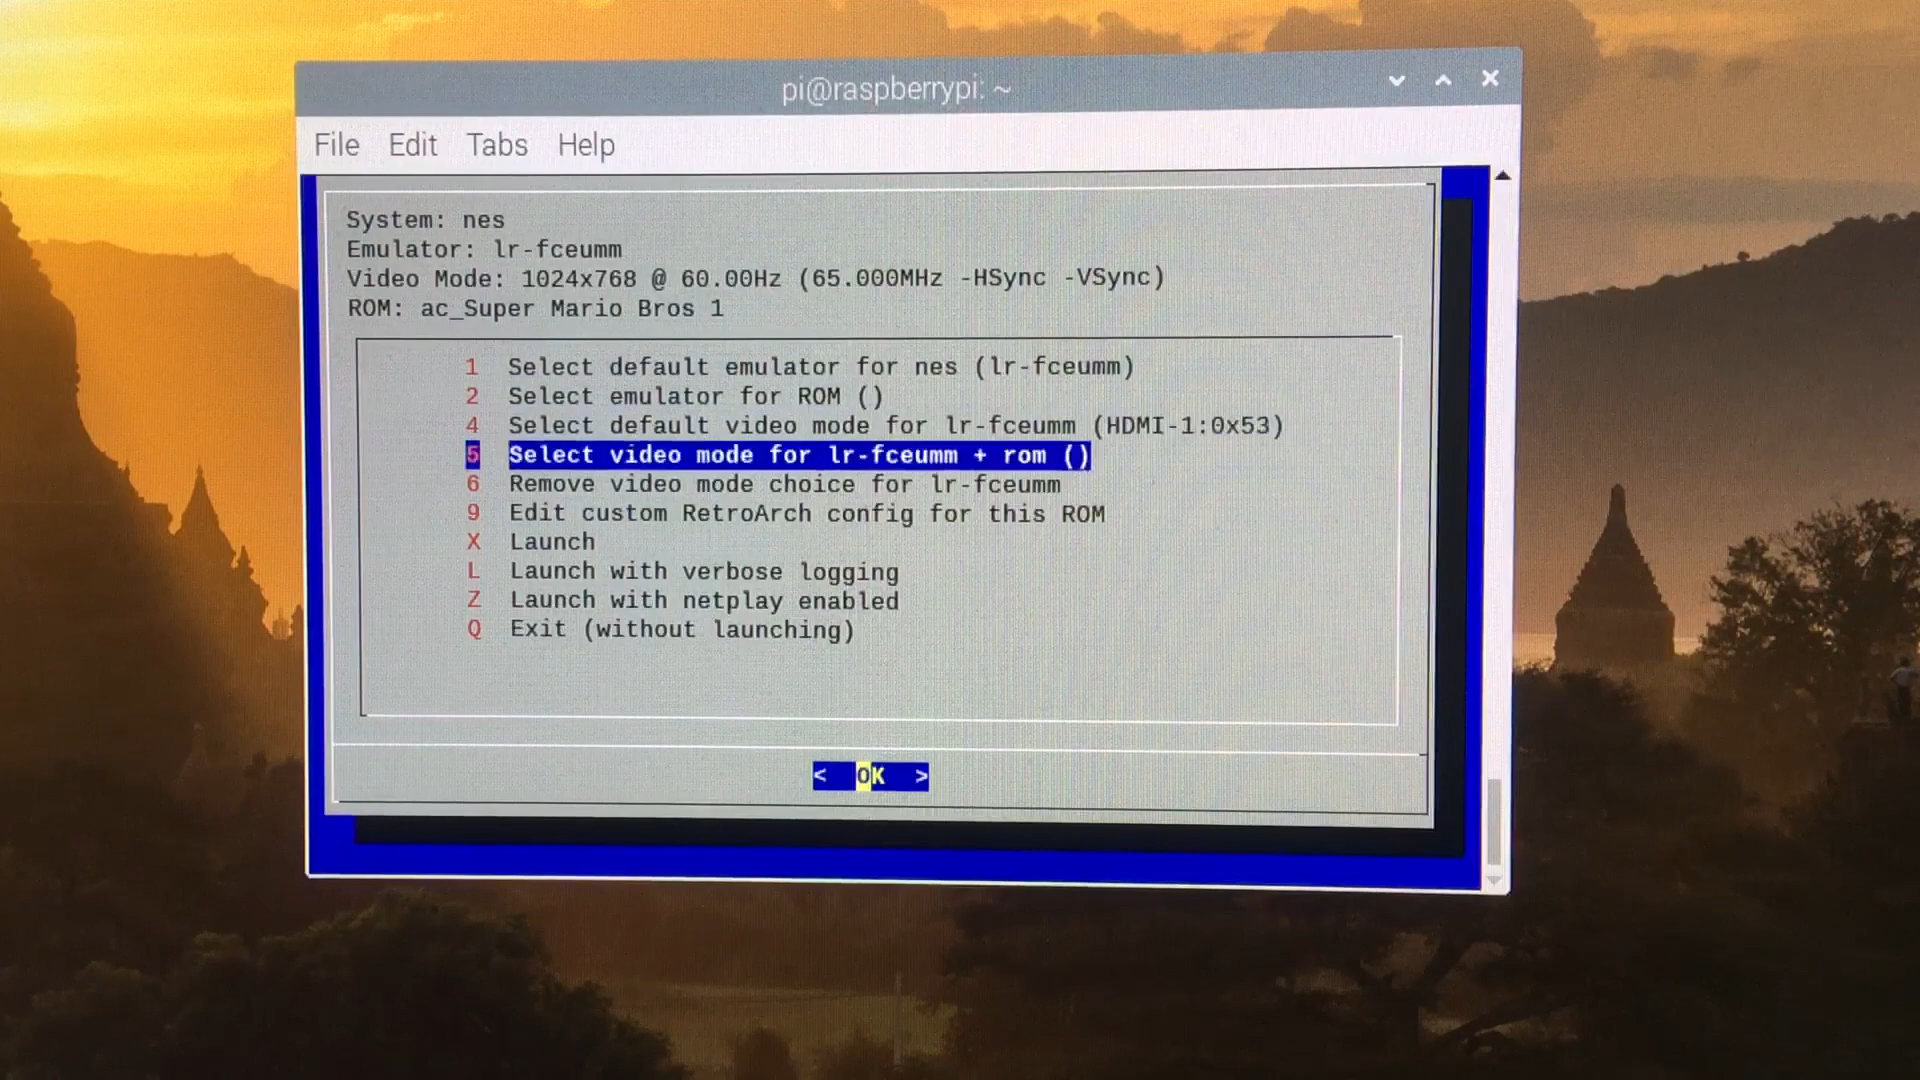 pi@raspberrypi: ~
File Edit Tabs Help
System: nes
Emulator: lr-fceumm
Video Mode: 1024x768 @ 60.00Hz (65.000MHz -HSync -VSync)
ROM: ac_Super Mario Bros 1
1 Select default emulator for nes (lr-fceumm)
2 Select emulator for ROM ()
4 Select default video mode for lr-fceumm (HDMI-1:0x53)
5 Select video mode for lr-fceumm + rom ()
6 Remove video mode choice for lr-fceumm
9 Edit custom RetroArch config for this ROM
X Launch
L Launch with verbose logging
Z Launch with netplay enabled
Q Exit (without launching)
< OK >